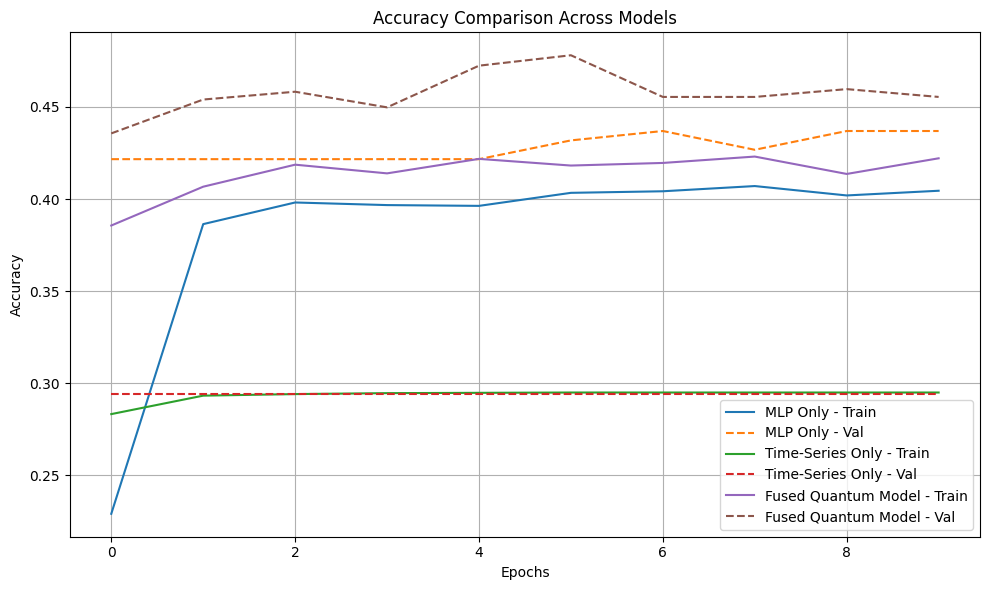 Accuracy Comparison Across Models
Accuracy
0.45
0.40
0.35
0.30
0.25
0
2
4
6
8
Epochs
MLP Only - Train
MLP Only - Val
Time-Series Only - Train
Time-Series Only - Val
Fused Quantum Model - Train
Fused Quantum Model - Val